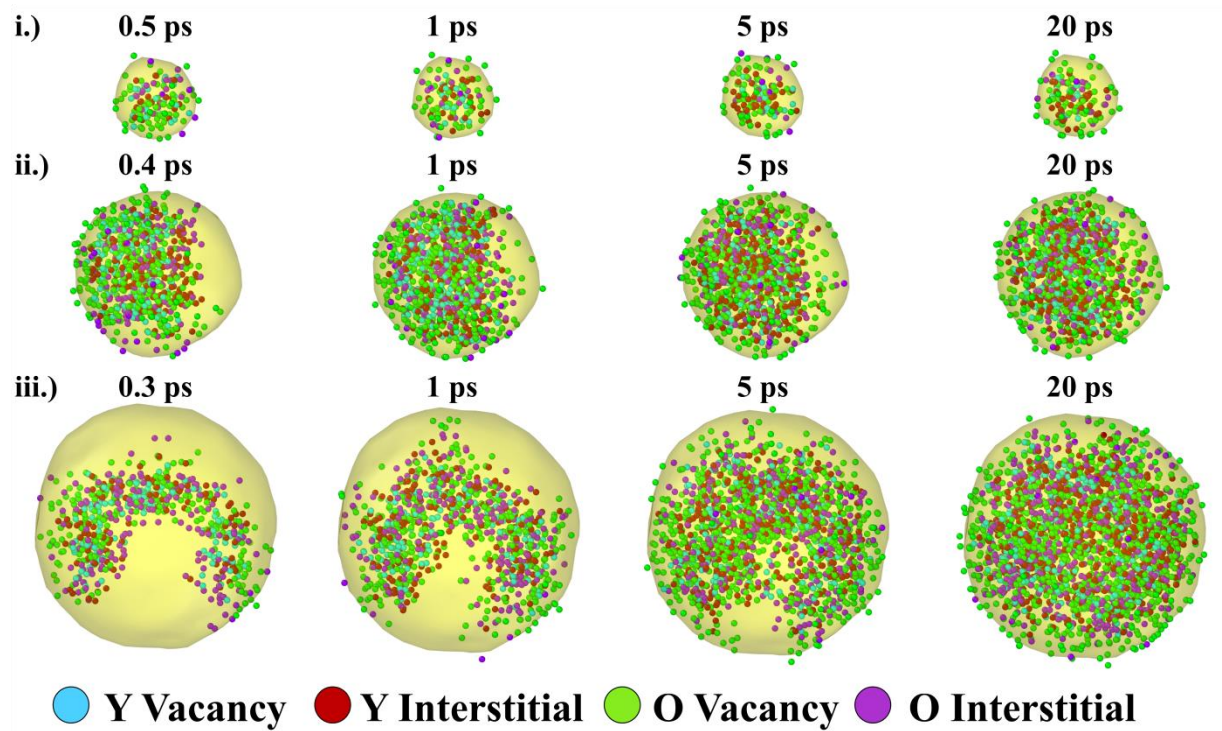 i.) 0.5 ps 1 ps 5 ps 20 ps
ii.) 0.4 ps 1 ps 5 ps 20 ps
iii.) 0.3 ps 1 ps 5 ps 20 ps
Y Vacancy Y Interstitial O Vacancy O Interstitial